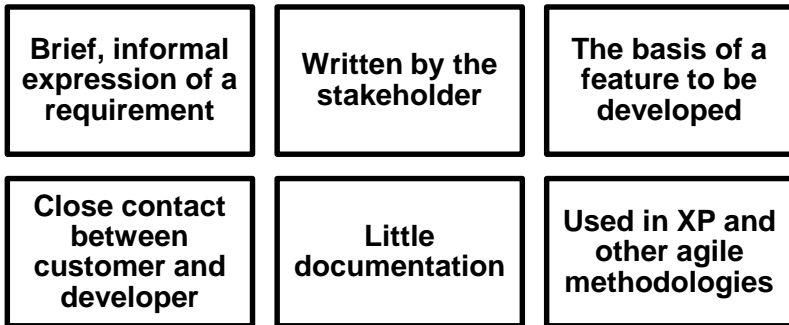 Brief, informal
expression of a
requirement
Written by the
stakeholder
The basis of a
feature to be
developed
Close contact
between
customer and
developer
Little
documentation
Used in XP and
other agile
methodologies